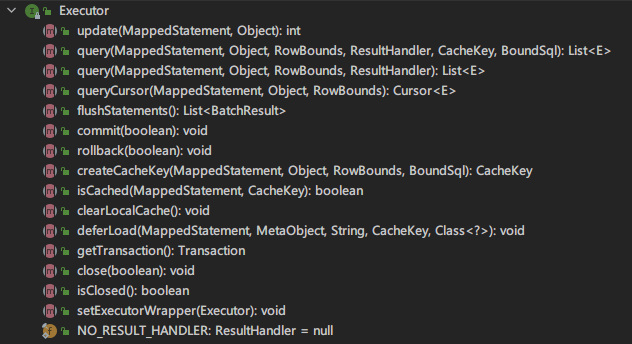 Executor
update(MappedStatement, Object): int
query(MappedStatement, Object, RowBounds, ResultHandler, CacheKey, BoundSql): List<E>
query(MappedStatement, Object, RowBounds, ResultHandler): List<E>
queryCursor(MappedStatement, Object, RowBounds): Cursor<E>
flushStatements(): List<BatchResult>
commit(boolean): void
rollback(boolean): void
createCacheKey(MappedStatement, Object, RowBounds, BoundSql): CacheKey
isCached(MappedStatement, CacheKey): boolean
clearLocalCache(): void
deferLoad(MappedStatement, MetaObject, String, CacheKey, Class<?>): void
getTransaction(): Transaction
close(boolean): void
isClosed(): boolean
setExecutorWrapper(Executor): void
NO_RESULT_HANDLER: ResultHandler = null